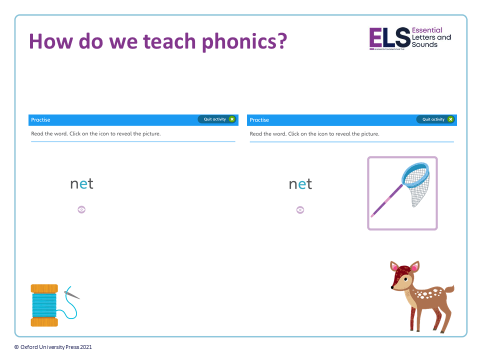 How do we teach phonics?
ELS Essential Letters and Sounds
Practise
Quit activity
Read the word. Click on the icon to reveal the picture.
net
Practise
Quit activity
Read the word. Click on the icon to reveal the picture.
net
© Oxford University Press 2021